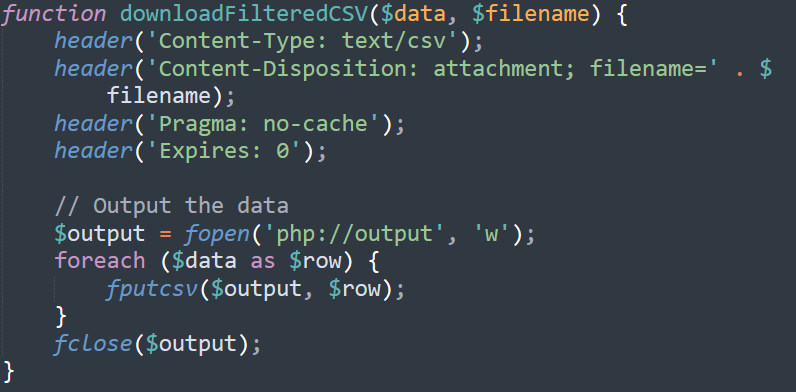 function downloadFilteredCSV($data, $filename) {
    header('Content-Type: text/csv');
    header('Content-Disposition: attachment; filename=' . $
        filename);
    header('Pragma: no-cache');
    header('Expires: 0');

    // Output the data
    $output = fopen('php://output', 'w');
    foreach ($data as $row) {
        fputcsv($output, $row);
    }
    fclose($output);
}